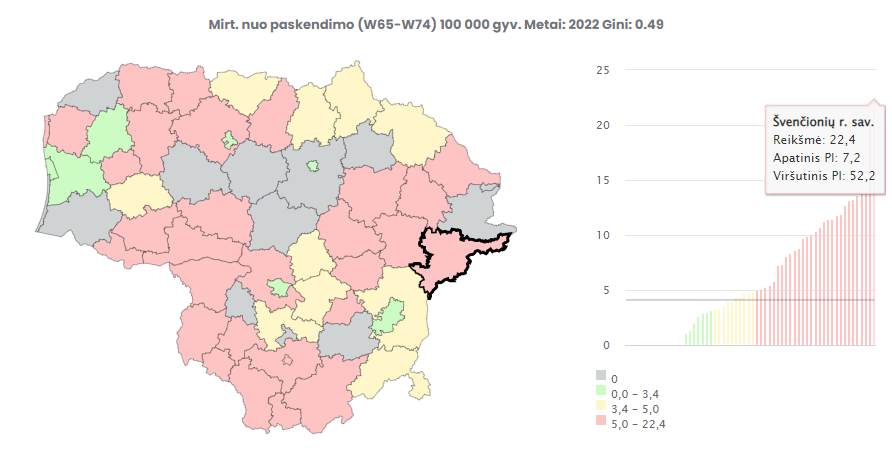 Mirt. nuo paskendimo (W65-W74) 100 000 gyv. Metai: 2022 Gini: 0.49
25
20
15
10
5
0
Švenčionių r. sav.
Reikšmė: 22,4
Apatinis PI: 7,2
Viršutinis PI: 52,2
0
0,0 – 3,4
3,4 – 5,0
5,0 – 22,4